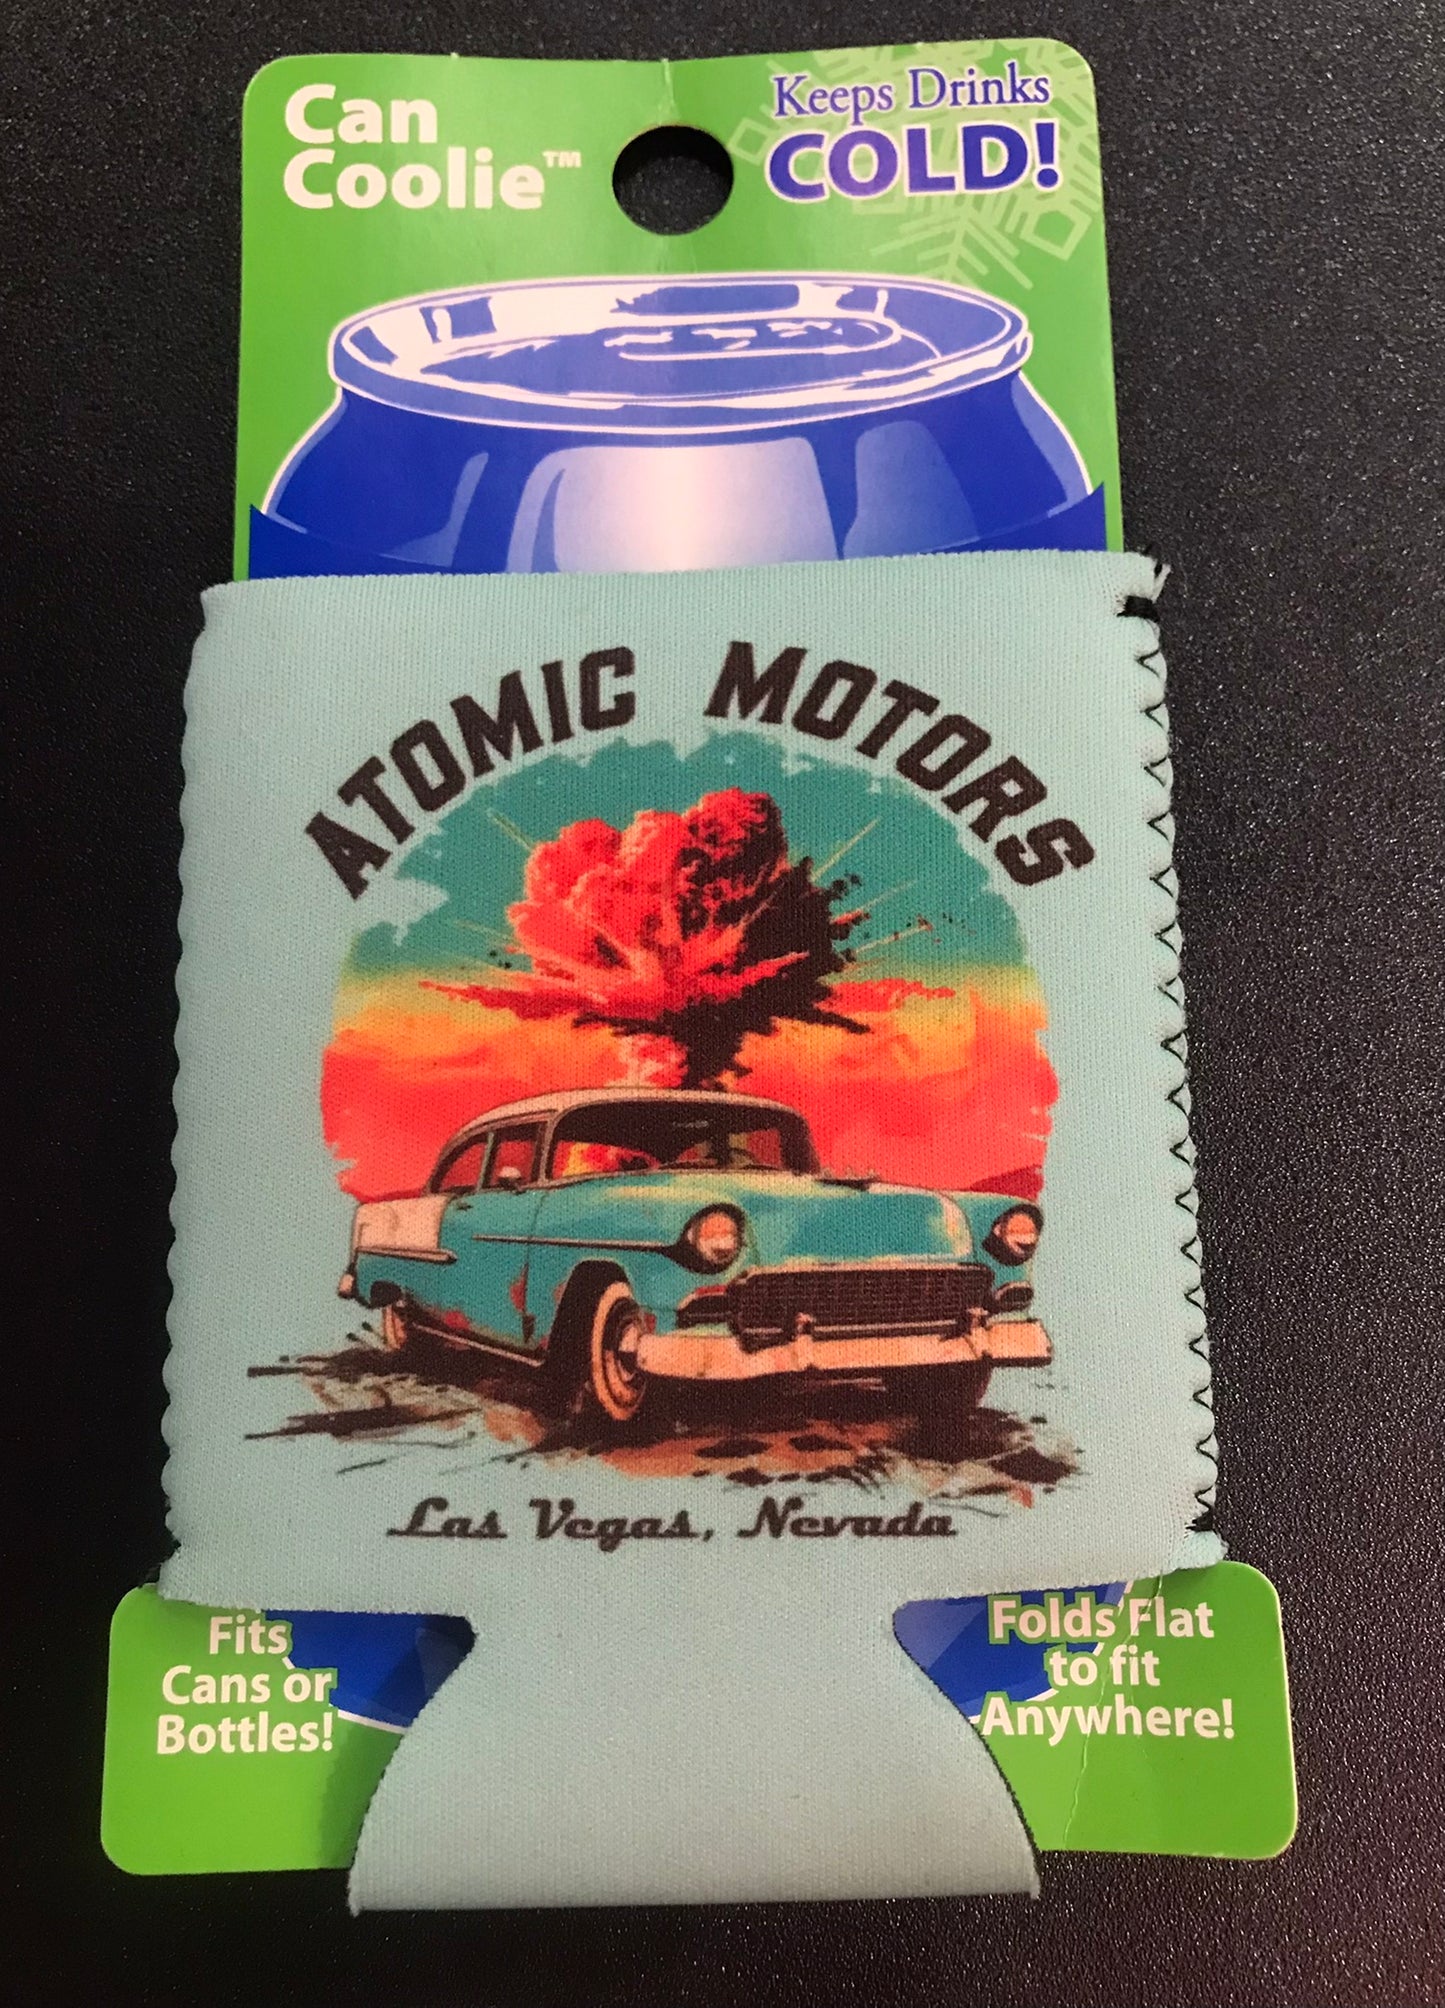 Can
Coolie™
Keeps Drinks
COLD!
ATOMIC MOTORS
Las Vegas, Nevada
Fits
Cans or
Bottles!
Folds Flat
to fit
Anywhere!